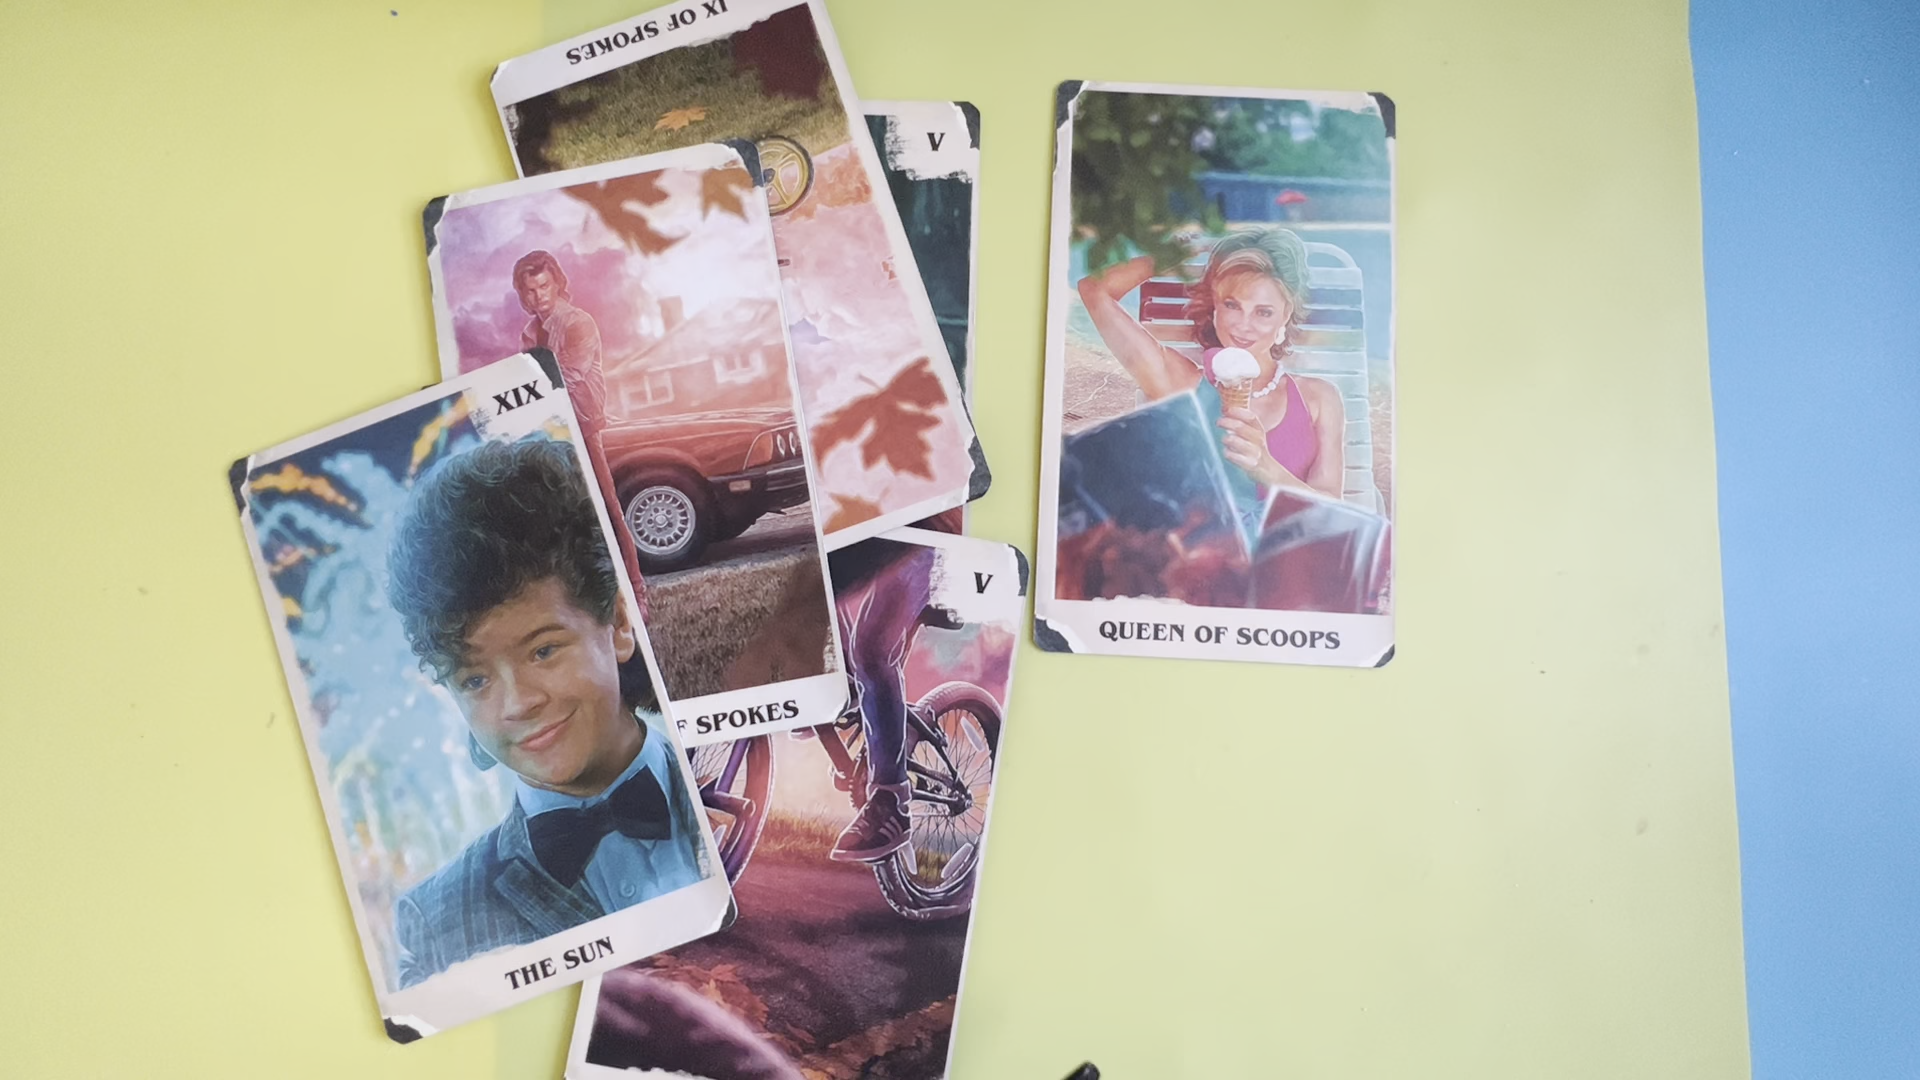 IX OF SPOKES
V
XIX
F SPOKES
V
THE SUN
QUEEN OF SCOOPS